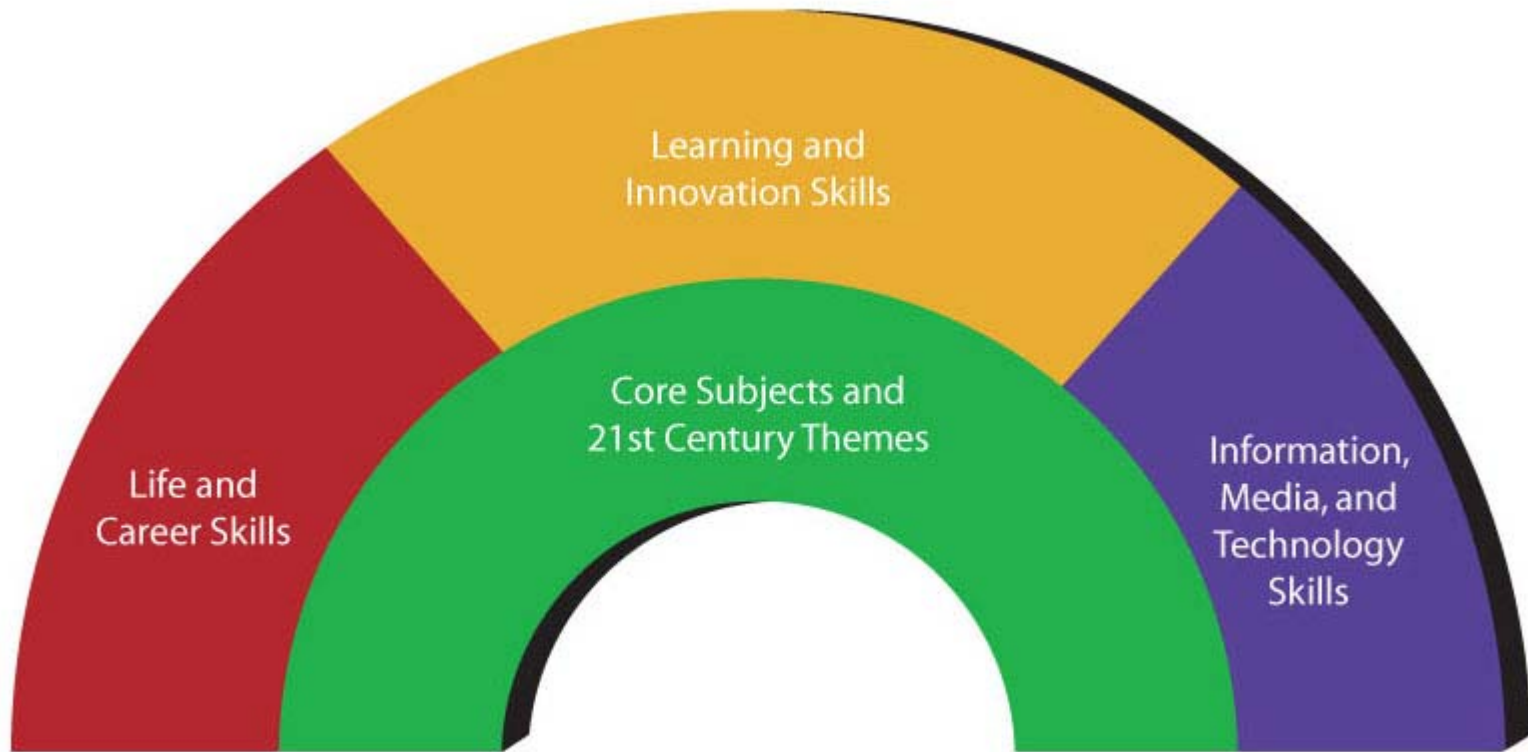 Learning and
Innovation Skills
Core Subjects and
21st Century Themes
Life and
Career Skills
Information,
Media, and
Technology
Skills